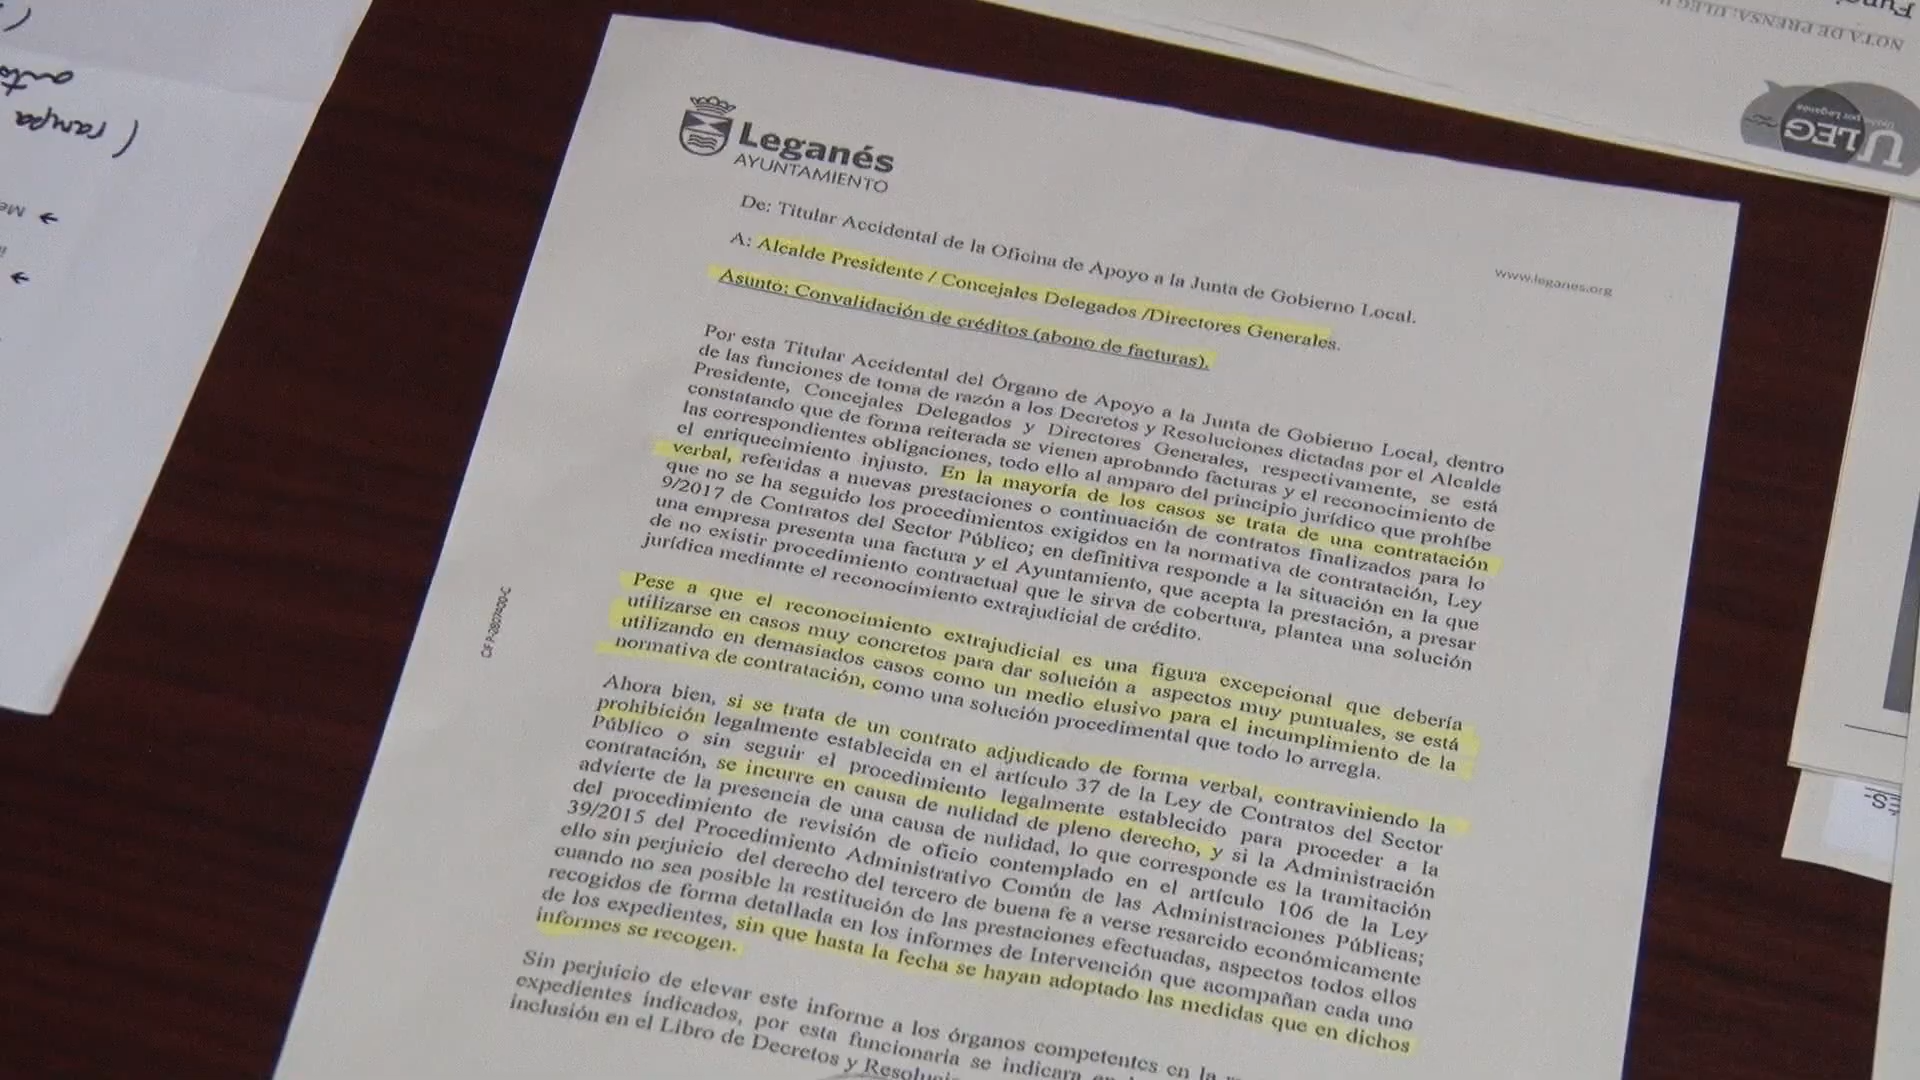 Leganés
AYUNTAMIENTO
www.leganes.org
De: Titular Accidental de la Oficina de Apoyo a la Junta de Gobierno Local.
A: Alcalde Presidente / Concejales Delegados /Directores Generales.
Asunto: Convalidación de créditos (abono de facturas).
Por esta Titular Accidental del Órgano de Apoyo a la Junta de Gobierno Local, dentro
de las funciones de toma de razón a los Decretos y Resoluciones dictadas por el Alcalde
Presidente, Concejales Delegados y Directores Generales, respectivamente, se está
constatando que de forma reiterada se vienen aprobando facturas y el reconocimiento de
las correspondientes obligaciones, todo ello al amparo del principio jurídico que prohíbe
el enriquecimiento injusto. En la mayoría de los casos se trata de una contratación
verbal, referidas a nuevas prestaciones o continuación de contratos finalizados para lo
que no se ha seguido los procedimientos exigidos en la normativa de contratación, Ley
9/2017 de Contratos del Sector Público; en definitiva responde a la situación en la que
una empresa presenta una factura y el Ayuntamiento, que acepta la prestación, a presar
de no existir procedimiento contractual que le sirva de cobertura, plantea una solución
jurídica mediante el reconocimiento extrajudicial de crédito.
Pese a que el reconocimiento extrajudicial es una figura excepcional que debería
utilizarse en casos muy concretos para dar solución a aspectos muy puntuales, se está
utilizando en demasiados casos como un medio elusivo para el incumplimiento de la
normativa de contratación, como una solución procedimental que todo lo arregla.
Ahora bien, si se trata de un contrato adjudicado de forma verbal, contraviniendo la
prohibición legalmente establecida en el artículo 37 de la Ley de Contratos del Sector
Público o sin seguir el procedimiento legalmente establecido para proceder a la
contratación, se incurre en causa de nulidad de pleno derecho, y si la Administración
advierte de la presencia de una causa de nulidad, lo que corresponde es la tramitación
del procedimiento de revisión de oficio contemplado en el artículo 106 de la Ley
39/2015 del Procedimiento Administrativo Común de las Administraciones Públicas;
ello sin perjuicio del derecho del tercero de buena fe a verse resarcido económicamente
cuando no sea posible la restitución de las prestaciones efectuadas, aspectos todos ellos
recogidos de forma detallada en los informes de Intervención que acompañan cada uno
de los expedientes, sin que hasta la fecha se hayan adoptado las medidas que en dichos
informes se recogen.
Sin perjuicio de elevar este informe a los órganos competentes en la
expedientes indicados, por esta funcionaria se indicara
inclusión en el Libro de Decretos y
CIF P-2807400-C
NOTA DE PRENSA. ULEG
ULEG
Unidos por Leganés
(rampa